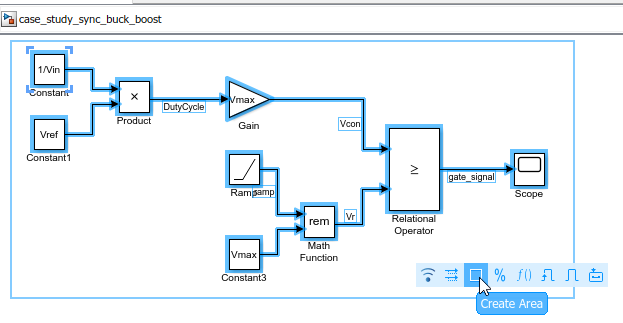 case_study_sync_buck_boost
1/Vin
Constant
×
Product
DutyCycle
Vmax
Gain
Vref
Constant1
Vcon
≥
gate_signal
Scope
Ramp
ramp
rem
Vr
Relational
Operator
Math
Function
Vmax
Constant3
% f()
Create Area